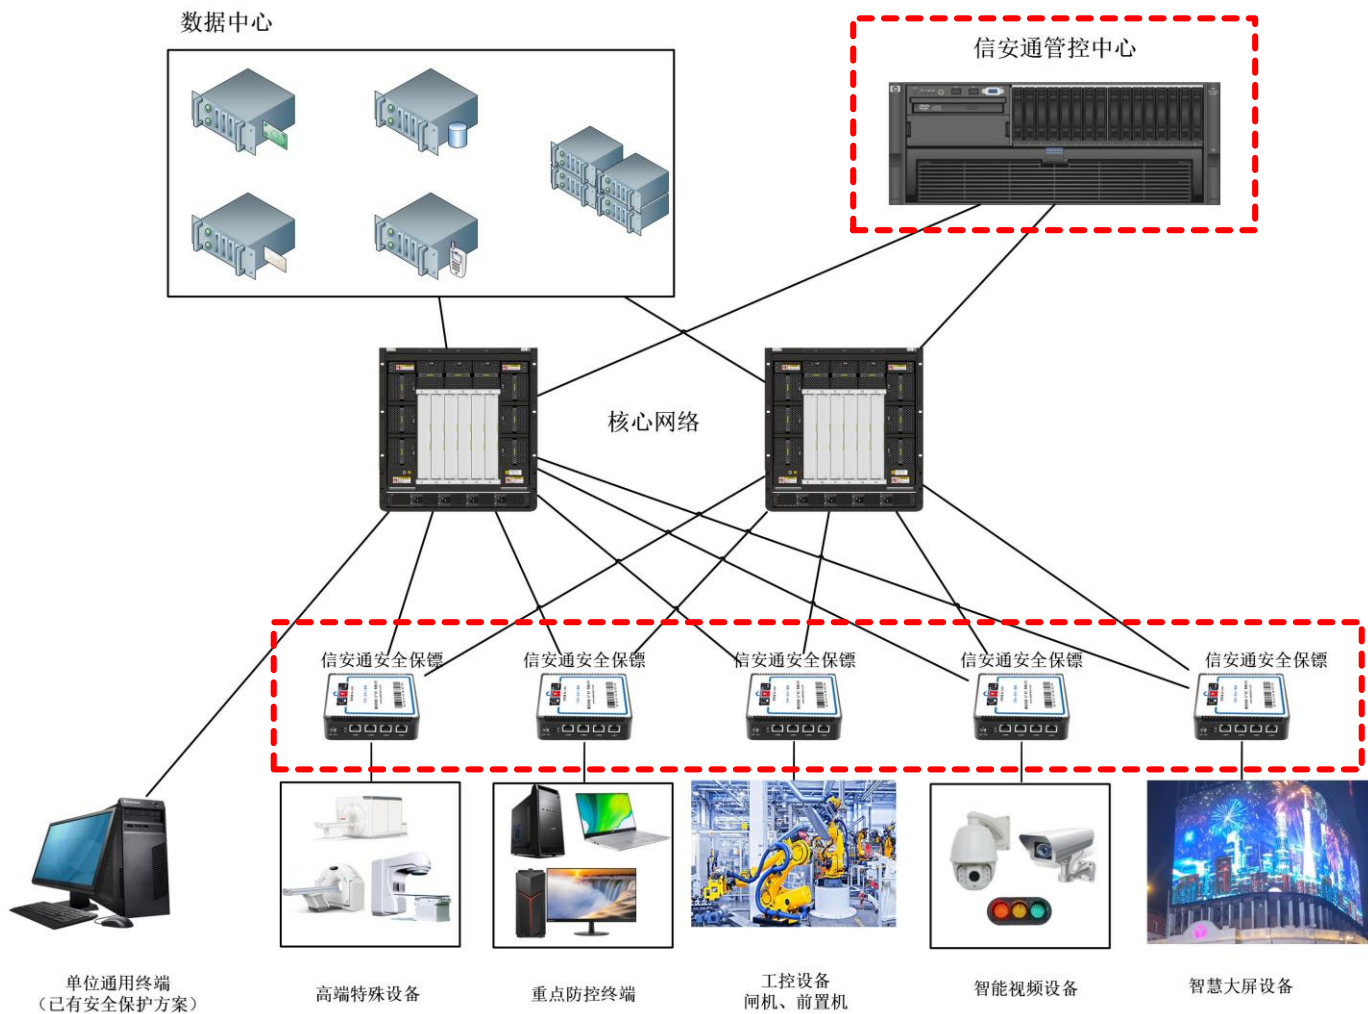 数据中心
信安通管控中心
核心网络
信安通安全保镖
信安通安全保镖
信安通安全保镖
信安通安全保镖
信安通安全保镖
单位通用终端
（已有安全保护方案）
高端特殊设备
重点防控终端
工控设备
闸机、前置机
智能视频设备
智慧大屏设备